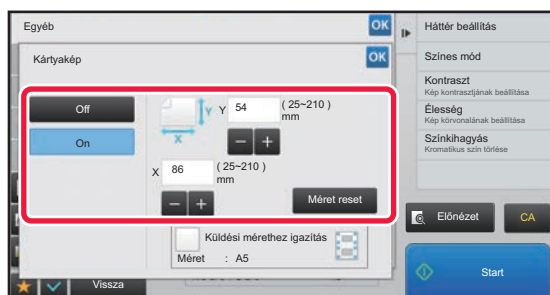 Egyéb
OK
Kártyakép
OK
Off
On
Y
X
Y 54 ( 25~210 )
mm
X 86 ( 25~210 )
mm
Méret reset
Küldési mérethez igazítás
Méret : A5
Vissza
Háttér beállítás
Színes mód
Kontraszt
Kép kontrasztjának beállítása
Élesség
Kép körvonalának beállítása
Színkihagyás
Kromatikus szín törlése
Előnézet
CA
Start